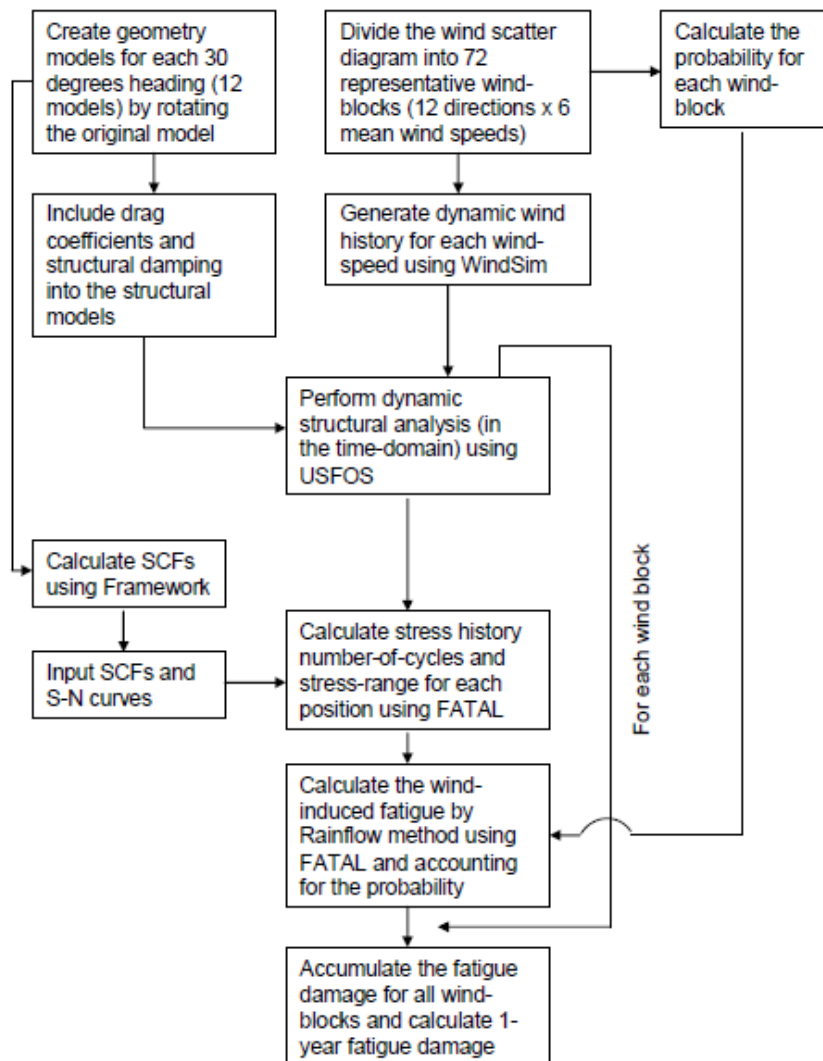 Create geometry
models for each 30
degrees heading (12
models) by rotating
the original model
Divide the wind scatter
diagram into 72
representative wind-
blocks (12 directions x 6
mean wind speeds)
Calculate the
probability for
each wind-
block
Include drag
coefficients and
structural damping
into the structural
models
Generate dynamic wind
history for each wind-
speed using WindSim
Perform dynamic
structural analysis (in
the time-domain) using
USFOS
Calculate SCFs
using Framework
Input SCFs and
S-N curves
Calculate stress history
number-of-cycles and
stress-range for each
position using FATAL
For each wind block
Calculate the wind-
induced fatigue by
Rainflow method using
FATAL and accounting
for the probability
Accumulate the fatigue
damage for all wind-
blocks and calculate 1-
year fatigue damage